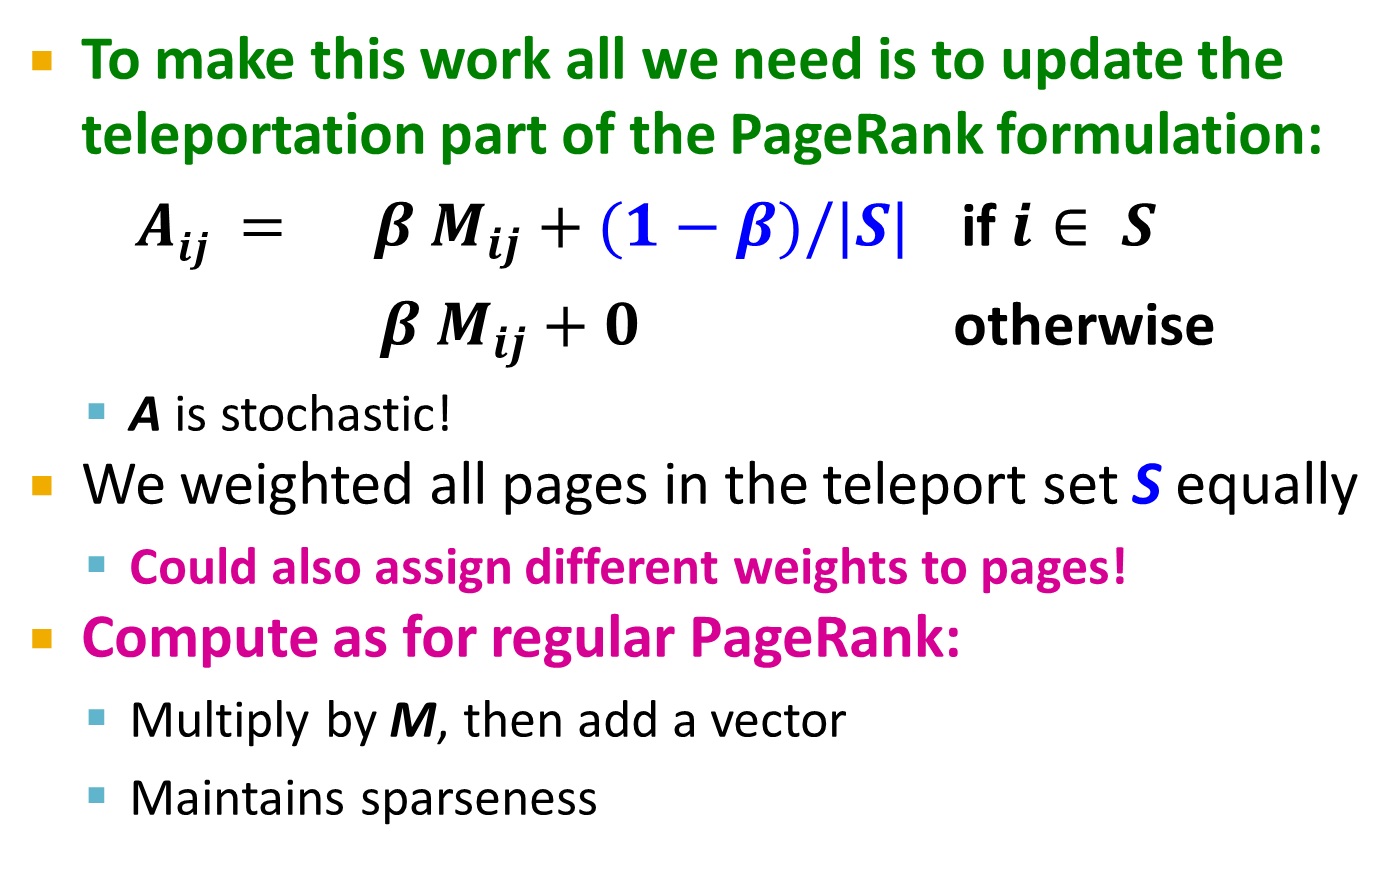 To make this work all we need is to update the
teleportation part of the PageRank formulation:
A_ij = β M_ij + (1 − β)/|S| if i ∈ S
β M_ij + 0 otherwise
A is stochastic!
We weighted all pages in the teleport set S equally
Could also assign different weights to pages!
Compute as for regular PageRank:
Multiply by M, then add a vector
Maintains sparseness